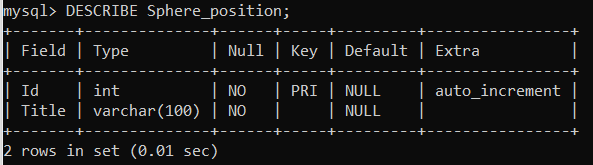 mysql> DESCRIBE Sphere_position;
+-------+--------------+------+-----+---------+----------------+
| Field | Type         | Null | Key | Default | Extra          |
+-------+--------------+------+-----+---------+----------------+
| Id    | int          | NO   | PRI | NULL    | auto_increment |
| Title | varchar(100) | NO   |     | NULL    |                |
+-------+--------------+------+-----+---------+----------------+
2 rows in set (0.01 sec)